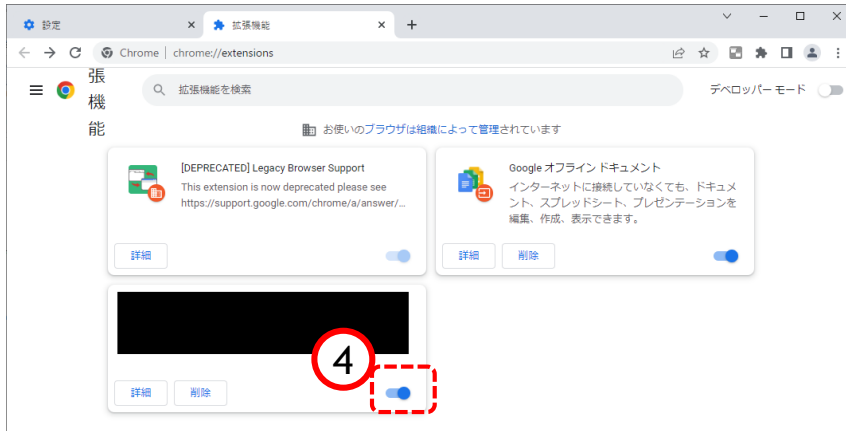 設定
拡張機能
Chrome | chrome://extensions
拡張機能
拡張機能を検索
デベロッパー モード
お使いのブラウザは組織によって管理されています
[DEPRECATED] Legacy Browser Support
This extension is now deprecated please see
https://support.google.com/chrome/a/answer/...
詳細
Google オフライン ドキュメント
インターネットに接続していなくても、ドキュメ
ント、スプレッドシート、プレゼンテーションを
編集、作成、表示できます。
詳細 削除
4
詳細 削除